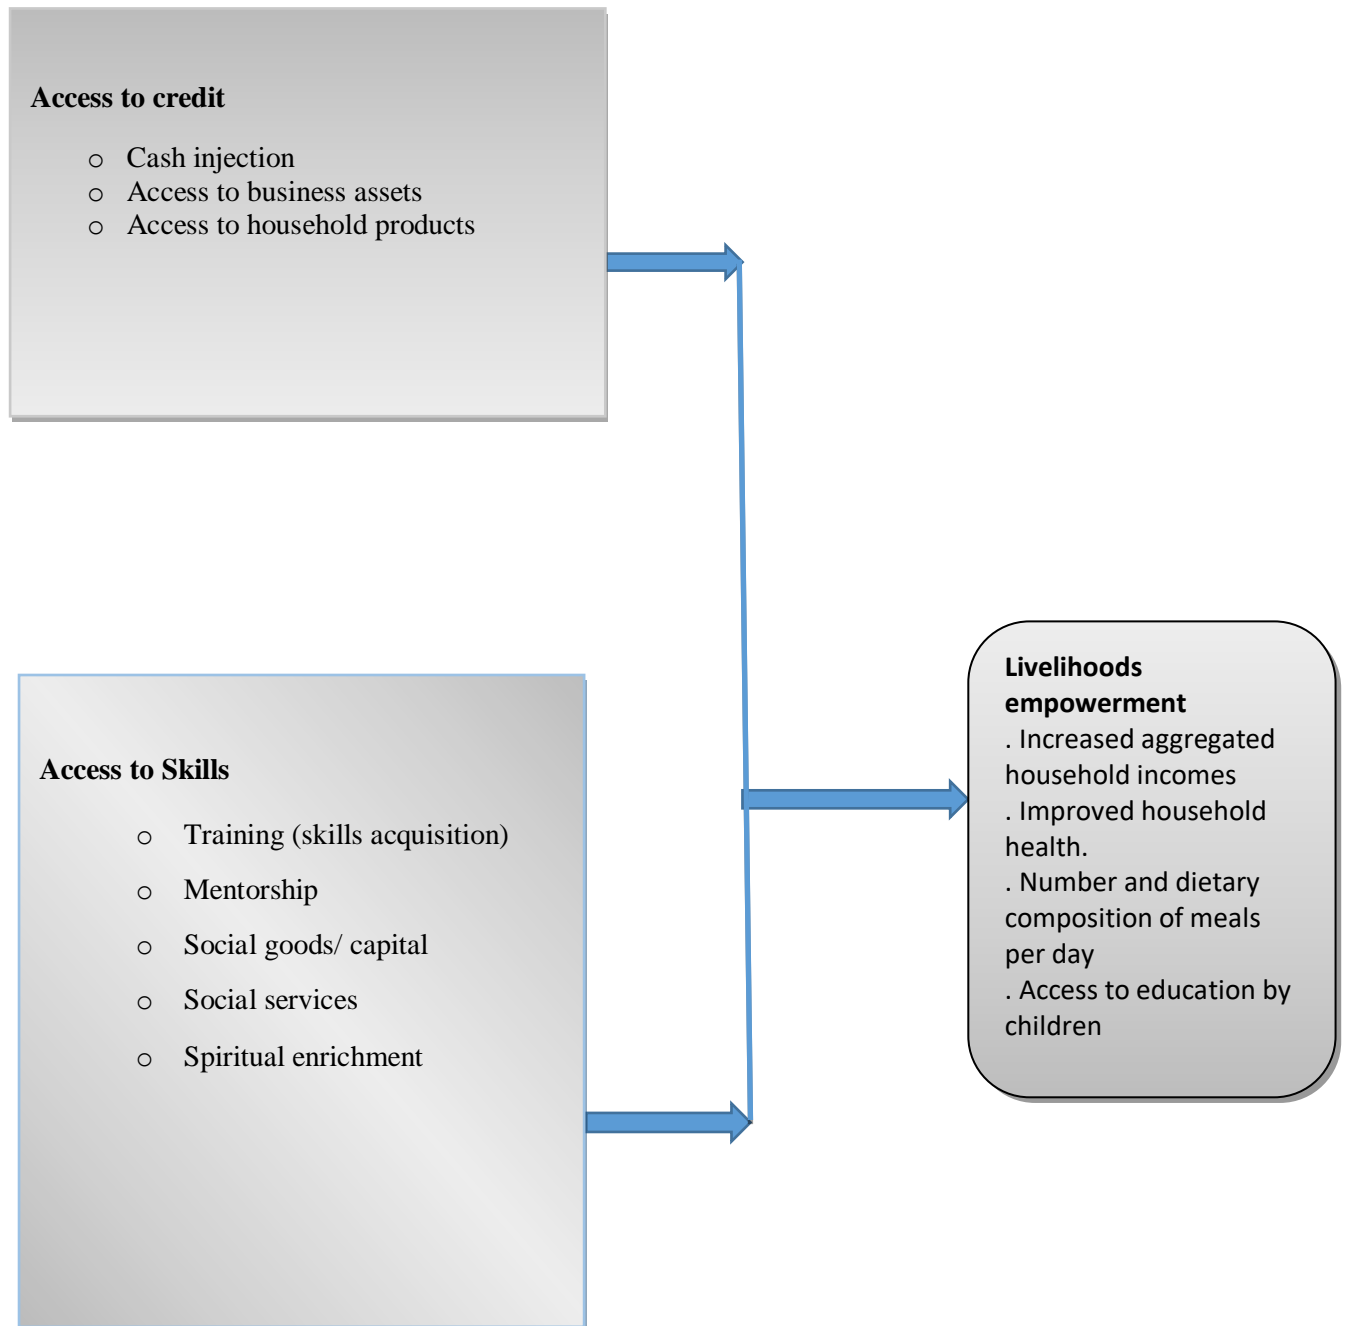 Access to credit
o Cash injection
o Access to business assets
o Access to household products
Access to Skills
o Training (skills acquisition)
o Mentorship
o Social goods/ capital
o Social services
o Spiritual enrichment
Livelihoods
empowerment
. Increased aggregated
household incomes
. Improved household
health.
. Number and dietary
composition of meals
per day
. Access to education by
children